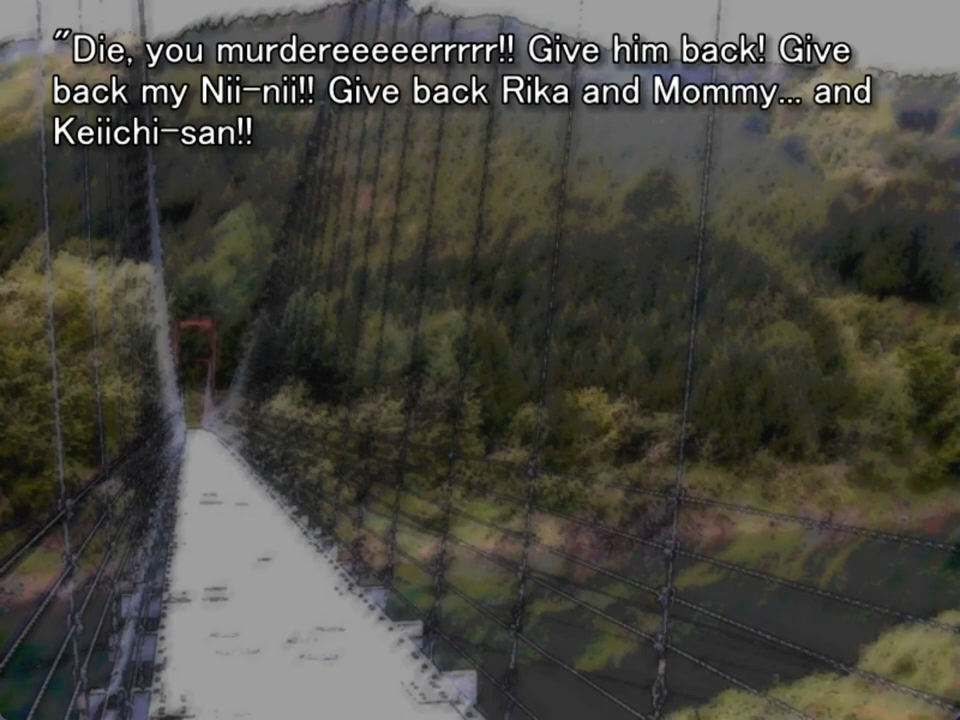 "Die, you murdereeeeerrrrr!! Give him back! Give
back my Nii-nii!! Give back Rika and Mommy... and
Keiichi-san!!